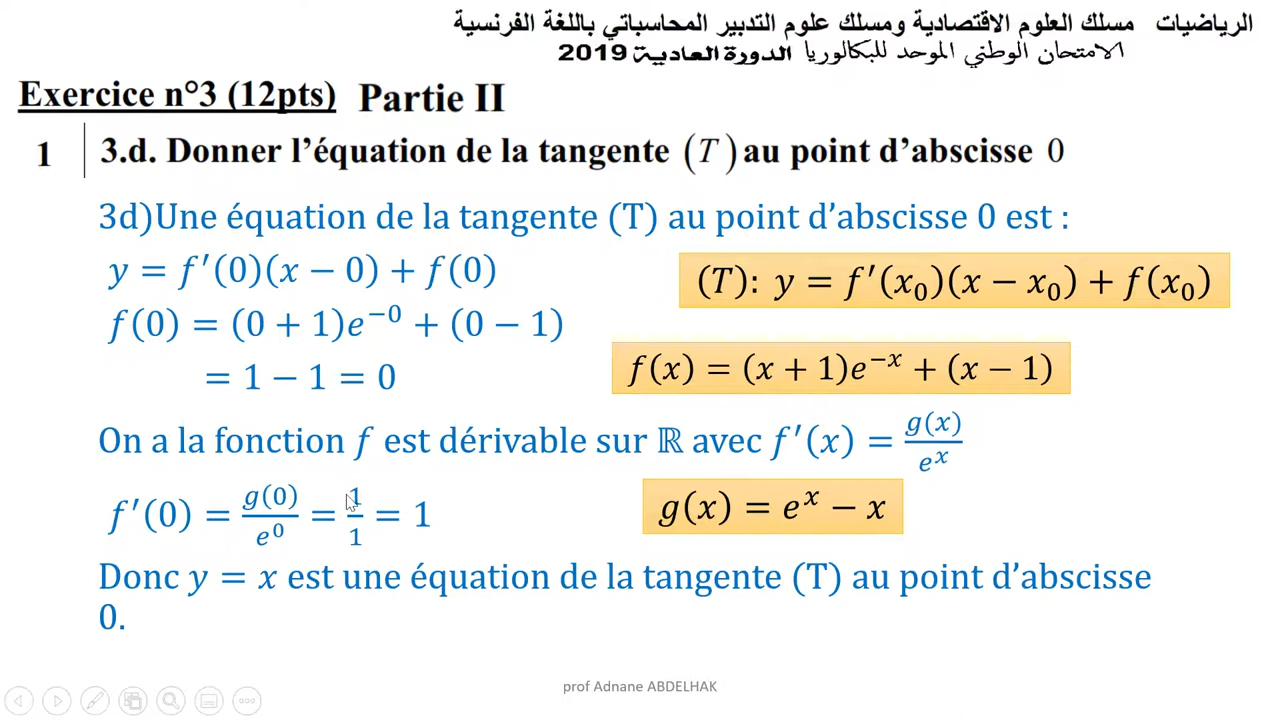 الرياضيات مسلك العلوم الاقتصادية ومسلك علوم التدبير المحاسباتي باللغة الفرنسية
الامتحان الوطني الموحد للبكالوريا الدورة العادية 2019
Exercice n°3 (12pts) Partie II
1 3.d. Donner l’équation de la tangente (T) au point d’abscisse 0
3d)Une équation de la tangente (T) au point d’abscisse 0 est :
y = f′(0)(x − 0) + f(0)
(T): y = f′(x₀)(x − x₀) + f(x₀)
f(0) = (0 + 1)e⁻⁰ + (0 − 1)
f(x) = (x + 1)e⁻ˣ + (x − 1)
= 1 − 1 = 0
On a la fonction f est dérivable sur ℝ avec f′(x) = g(x)/eˣ
f′(0) = g(0)/e⁰ = 1/1 = 1
g(x) = eˣ − x
Donc y = x est une équation de la tangente (T) au point d’abscisse
0.
prof Adnane ABDELHAK